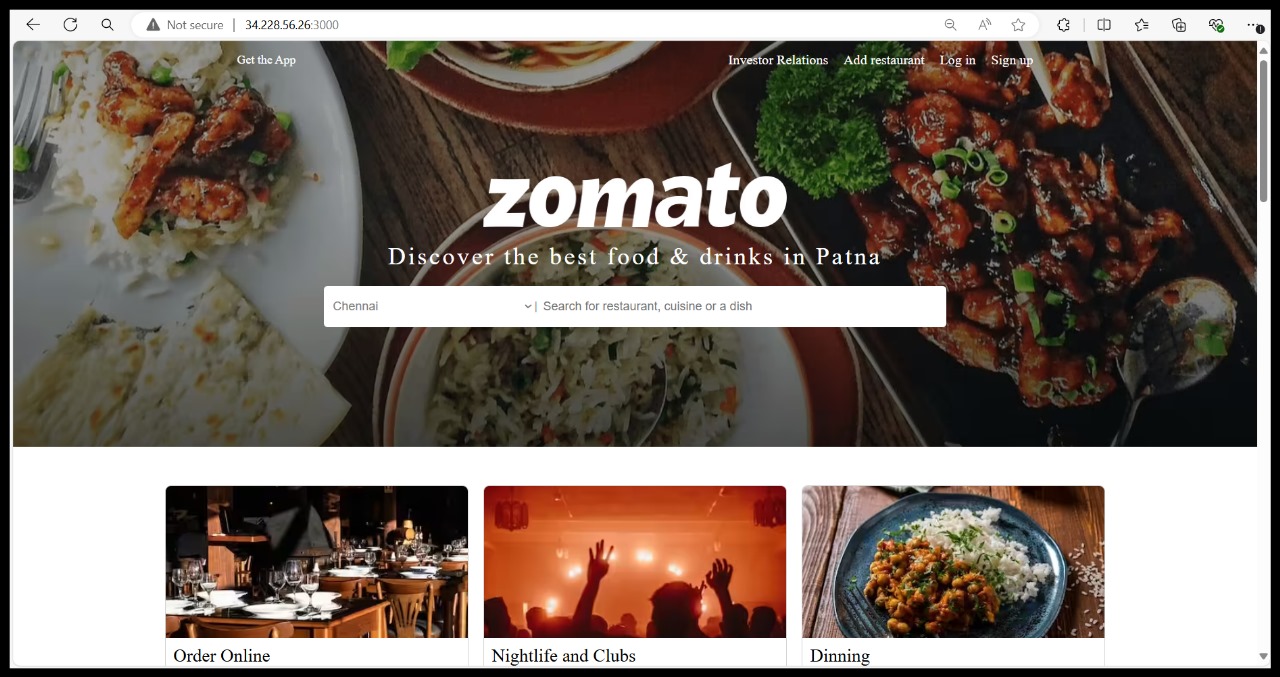 Not secure | 34.228.56.26:3000
Get the App Investor Relations Add restaurant Log in Sign up
zomato
Discover the best food & drinks in Patna
Chennai | Search for restaurant, cuisine or a dish
Order Online Nightlife and Clubs Dinning